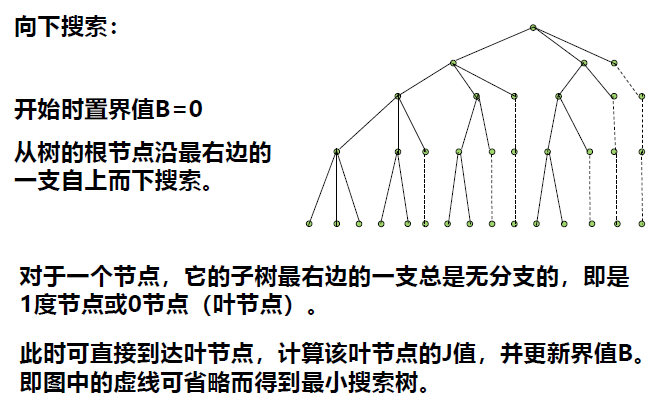 向下搜索：
开始时置界值B=0
从树的根节点沿最右边的
一支自上而下搜索。
对于一个节点，它的子树最右边的一支总是无分支的，即是
1度节点或0节点（叶节点）。
此时可直接到达叶节点，计算该叶节点的J值，并更新界值B。
即图中的虚线可省略而得到最小搜索树。